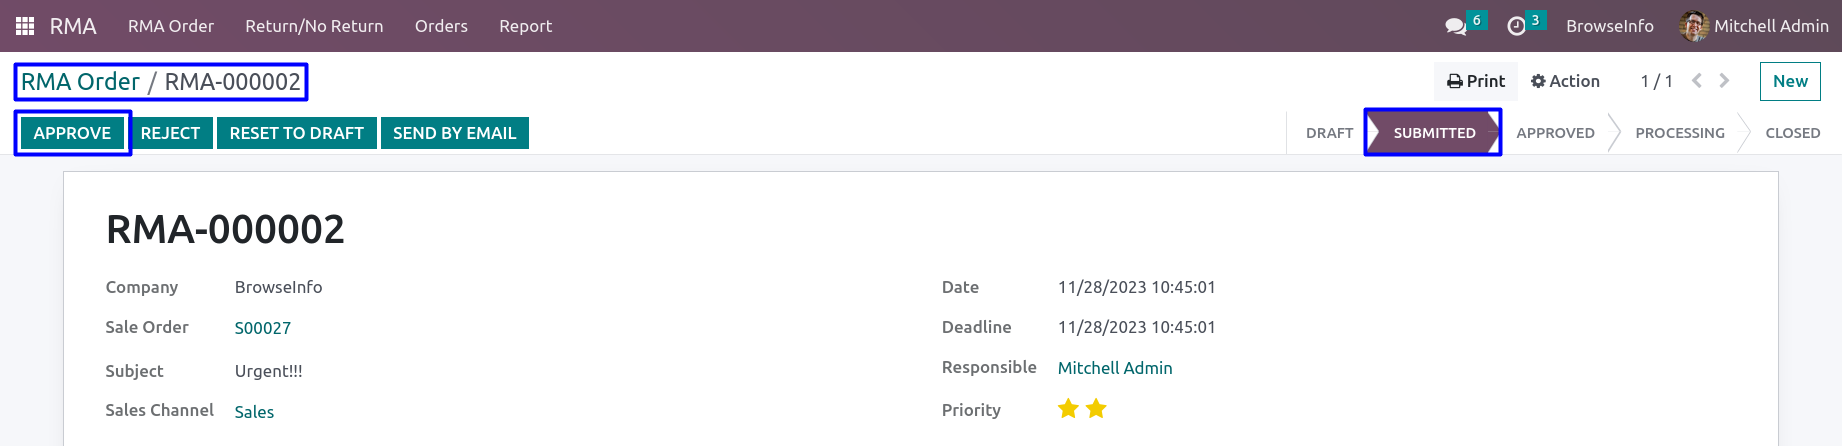 RMA RMA Order Return/No Return Orders Report 6 3 BrowseInfo Mitchell Admin
RMA Order / RMA-000002 Print Action 1 / 1 New
APPROVE REJECT RESET TO DRAFT SEND BY EMAIL DRAFT SUBMITTED APPROVED PROCESSING CLOSED
RMA-000002
Company BrowseInfo Date 11/28/2023 10:45:01
Sale Order S00027 Deadline 11/28/2023 10:45:01
Subject Urgent!!! Responsible Mitchell Admin
Sales Channel Sales Priority